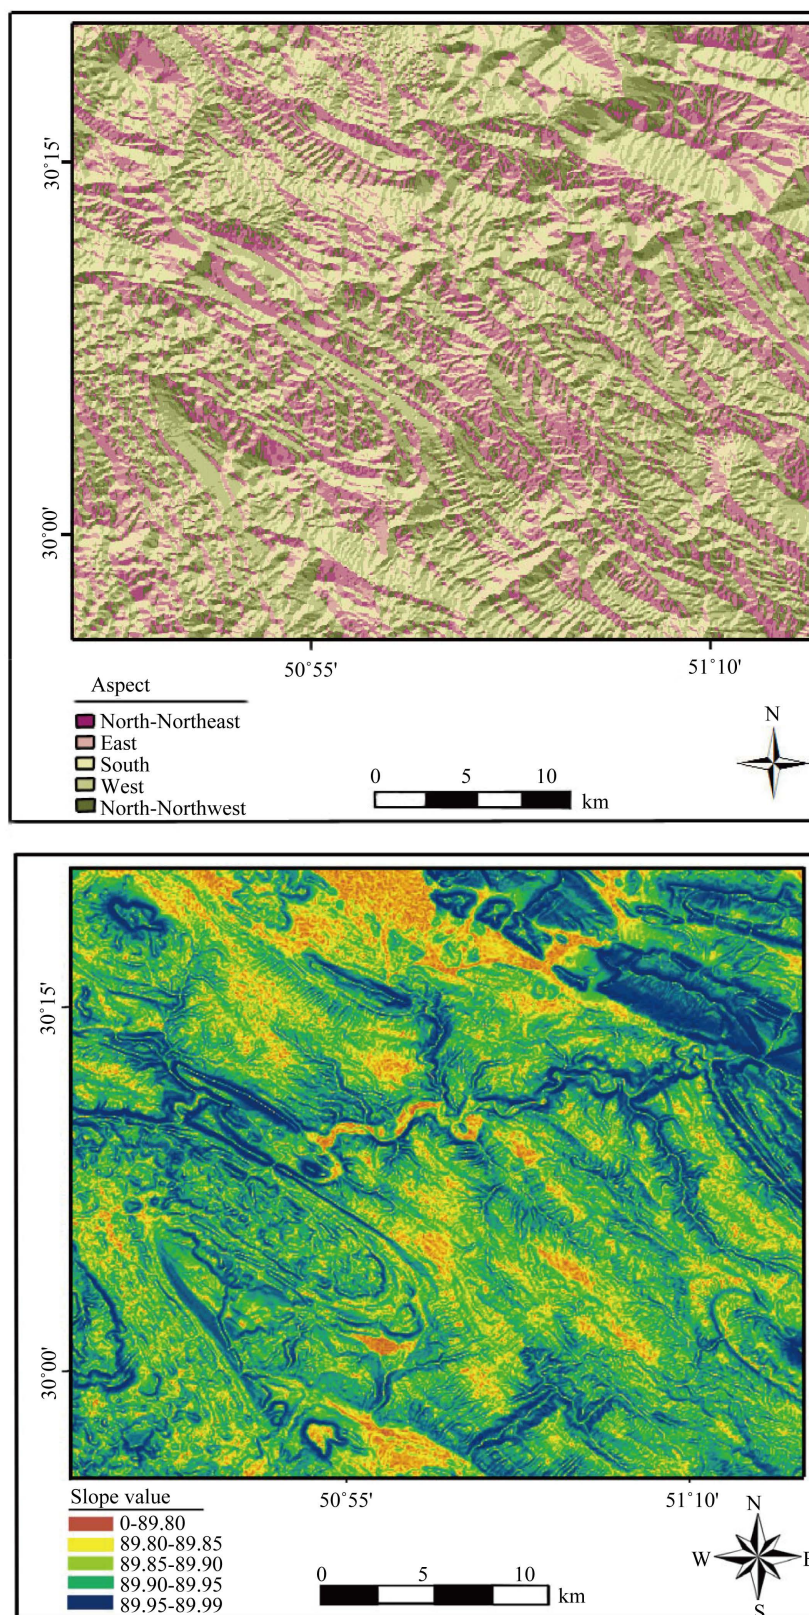 30°15'
30°00'
50°55'
51°10'
Aspect
North-Northeast
East
South
West
North-Northwest
0 5 10
km
N
30°15'
30°00'
50°55'
51°10'
Slope value
0-89.80
89.80-89.85
89.85-89.90
89.90-89.95
89.95-89.99
0 5 10
km
N
W E
S